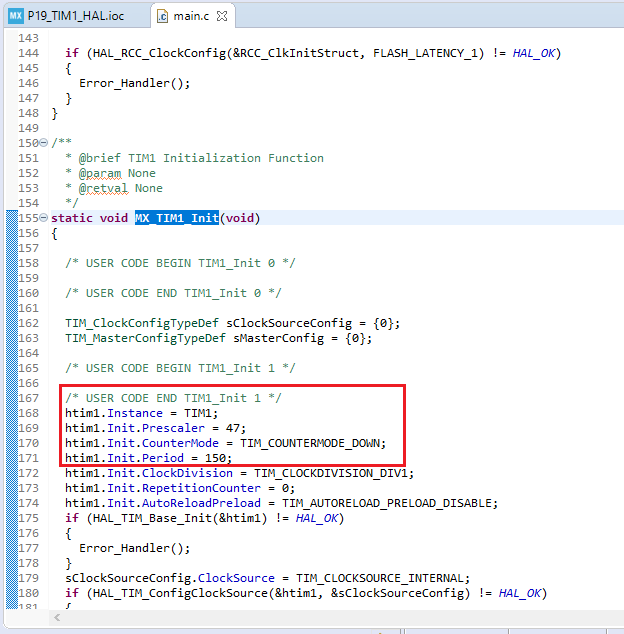 MX P19_TIM1_HAL.ioc main.c
143
144 if (HAL_RCC_ClockConfig(&RCC_ClkInitStruct, FLASH_LATENCY_1) != HAL_OK)
145 {
146 Error_Handler();
147 }
148 }
149
150 /**
151 * @brief TIM1 Initialization Function
152 * @param None
153 * @retval None
154 */
155 static void MX_TIM1_Init(void)
156 {
157
158 /* USER CODE BEGIN TIM1_Init 0 */
159
160 /* USER CODE END TIM1_Init 0 */
161
162 TIM_ClockConfigTypeDef sClockSourceConfig = {0};
163 TIM_MasterConfigTypeDef sMasterConfig = {0};
164
165 /* USER CODE BEGIN TIM1_Init 1 */
166
167 /* USER CODE END TIM1_Init 1 */
168 htim1.Instance = TIM1;
169 htim1.Init.Prescaler = 47;
170 htim1.Init.CounterMode = TIM_COUNTERMODE_DOWN;
171 htim1.Init.Period = 150;
172 htim1.Init.ClockDivision = TIM_CLOCKDIVISION_DIV1;
173 htim1.Init.RepetitionCounter = 0;
174 htim1.Init.AutoReloadPreload = TIM_AUTORELOAD_PRELOAD_DISABLE;
175 if (HAL_TIM_Base_Init(&htim1) != HAL_OK)
176 {
177 Error_Handler();
178 }
179 sClockSourceConfig.ClockSource = TIM_CLOCKSOURCE_INTERNAL;
180 if (HAL_TIM_ConfigClockSource(&htim1, &sClockSourceConfig) != HAL_OK)
181 {